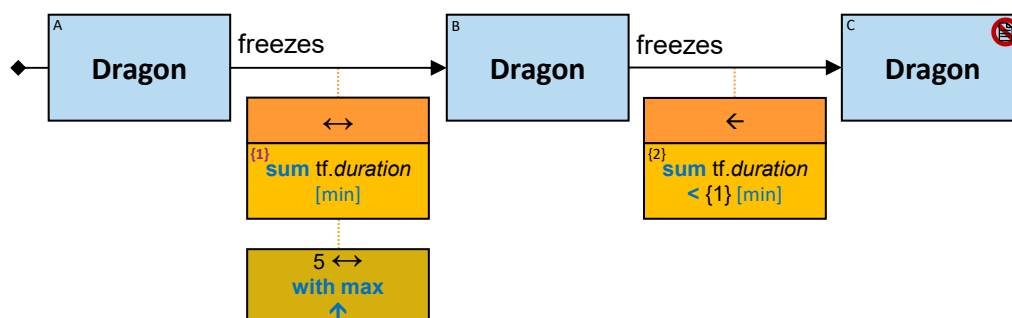 A
Dragon
freezes
B
Dragon
freezes
C
Dragon
↔
{1}
sum tf.duration
[min]
5 ↔
with max
↑
←
{2}
sum tf.duration
< {1} [min]